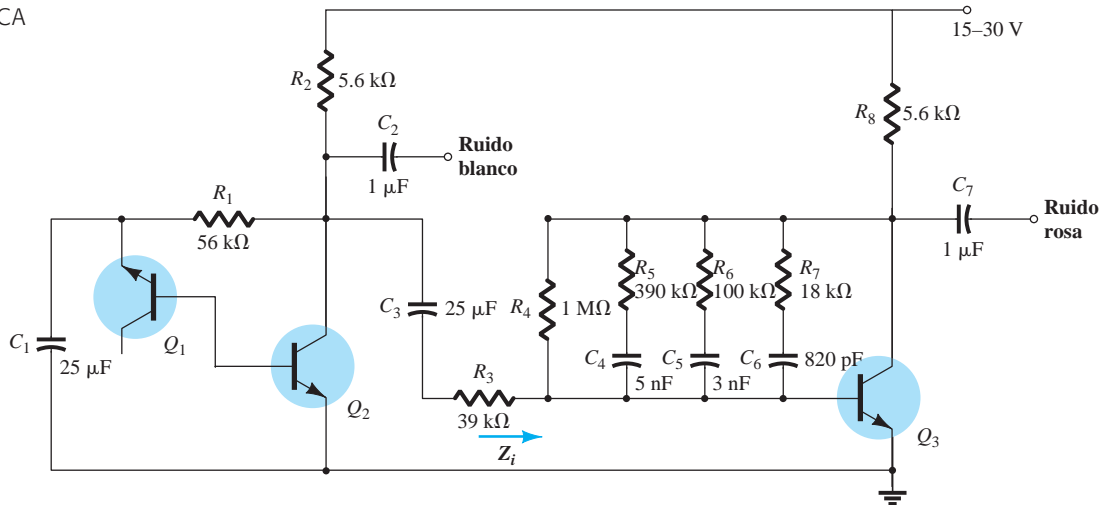 CA
15–30 V
R2
5.6 kΩ
R8
5.6 kΩ
C2
Ruido
blanco
1 μF
R1
56 kΩ
C7
Ruido
rosa
1 μF
R5
390 kΩ
R6
100 kΩ
R7
18 kΩ
R4
1 MΩ
C3
25 μF
C1
25 μF
Q1
C4
5 nF
C5
3 nF
C6
820 pF
R3
39 kΩ
Zi
Q2
Q3